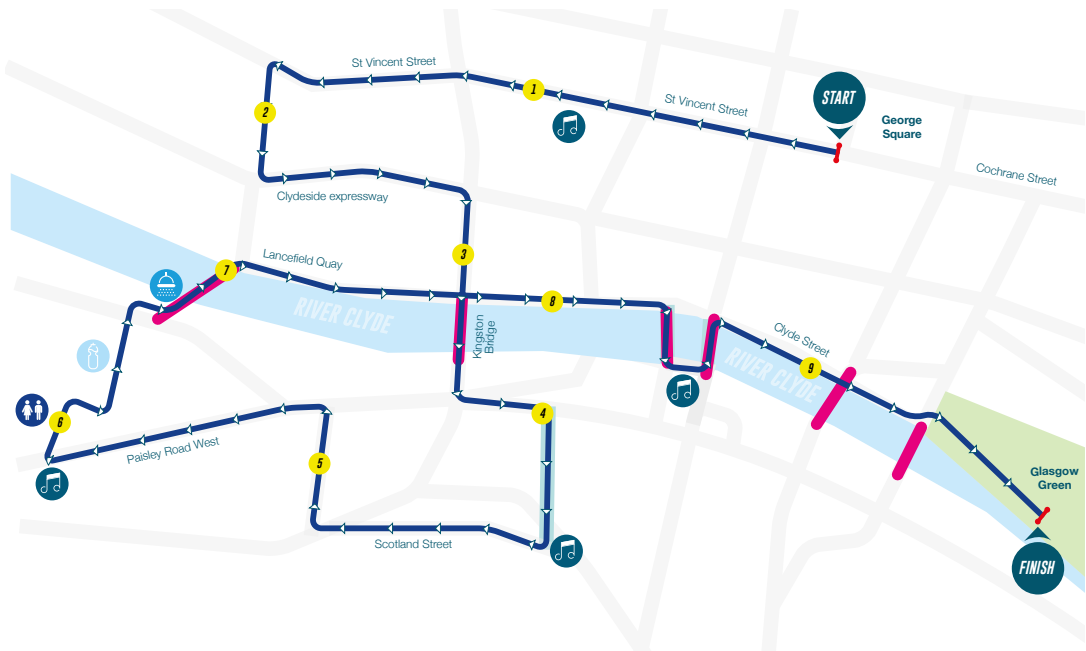 St Vincent Street
1
St Vincent Street
START
George
Square
2
Cochrane Street
Clydeside expressway
3
Lancefield Quay
7
8
RIVER CLYDE
Kingston
Bridge
Clyde Street
9
RIVER CLYDE
4
6
Paisley Road West
5
Glasgow
Green
Scotland Street
FINISH